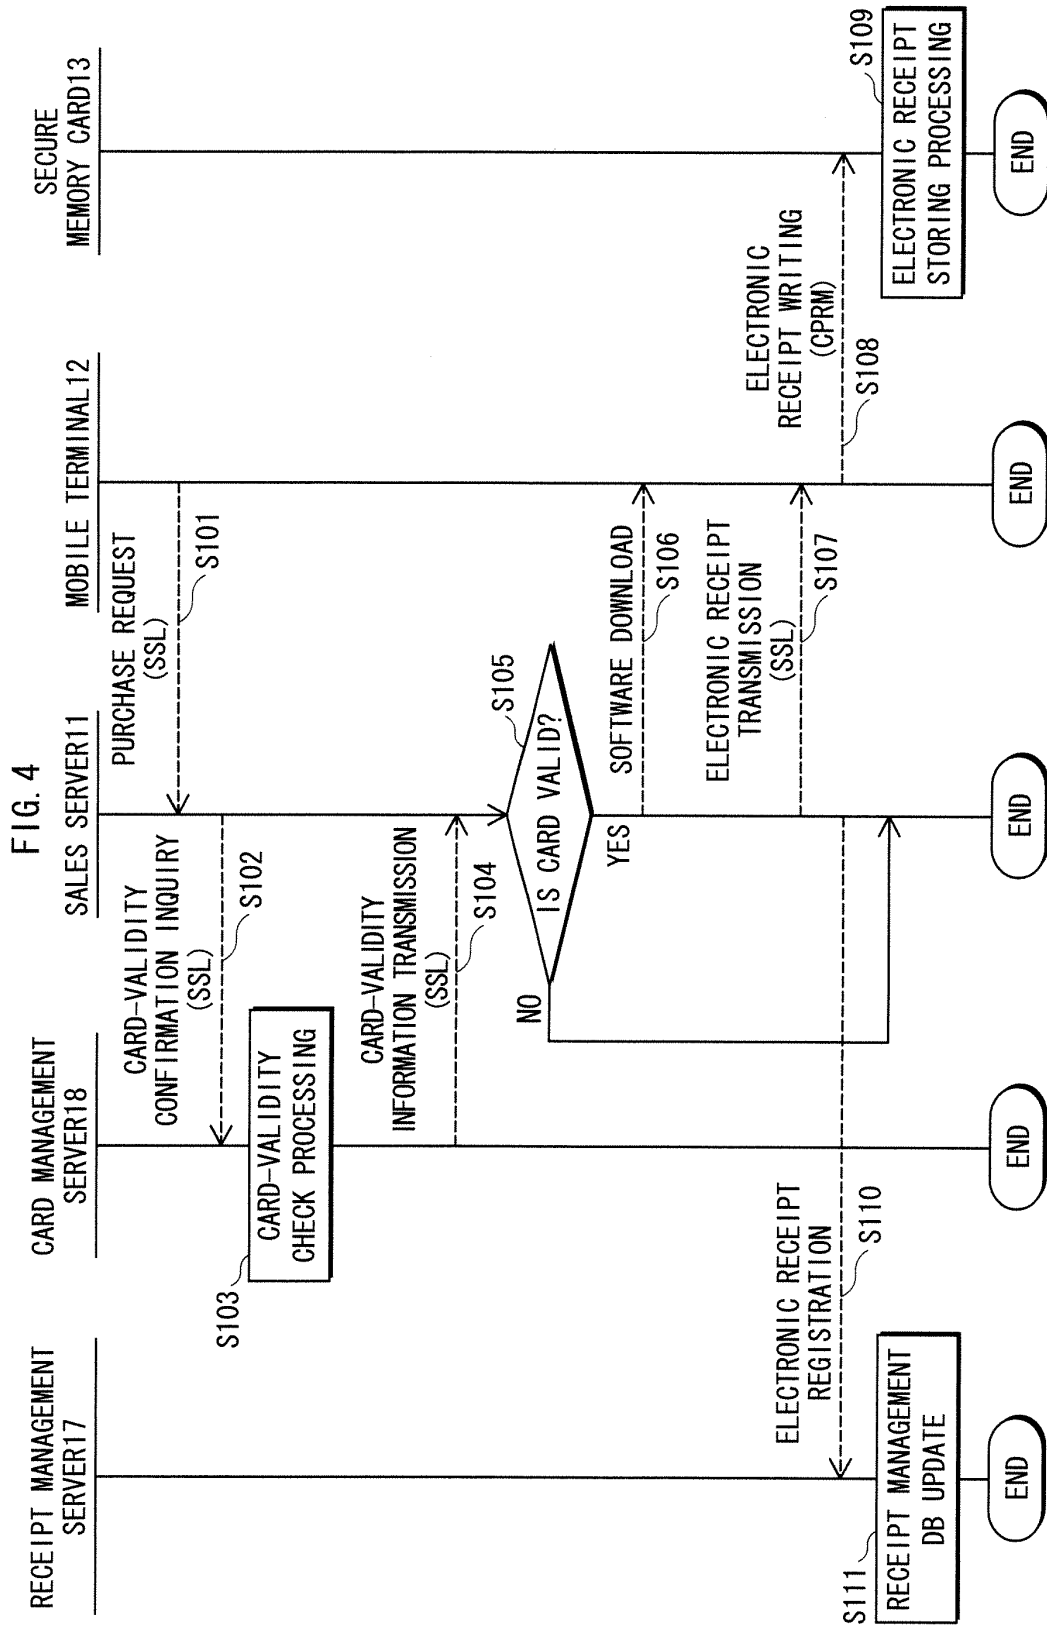 FIG. 4
RECEIPT MANAGEMENT
SERVER17
CARD MANAGEMENT
SERVER18
SALES SERVER11
MOBILE TERMINAL12
SECURE
MEMORY CARD13
PURCHASE REQUEST
(SSL)
S101
CARD-VALIDITY
CONFIRMATION INQUIRY
(SSL)
S102
S103
CARD-VALIDITY
CHECK PROCESSING
CARD-VALIDITY
INFORMATION TRANSMISSION
(SSL)
S104
S105
IS CARD VALID?
NO
YES
SOFTWARE DOWNLOAD
S106
ELECTRONIC RECEIPT
TRANSMISSION
(SSL)
S107
ELECTRONIC
RECEIPT WRITING
(CPRM)
S108
S109
ELECTRONIC RECEIPT
STORING PROCESSING
ELECTRONIC RECEIPT
REGISTRATION
S110
S111
RECEIPT MANAGEMENT
DB UPDATE
END
END
END
END
END